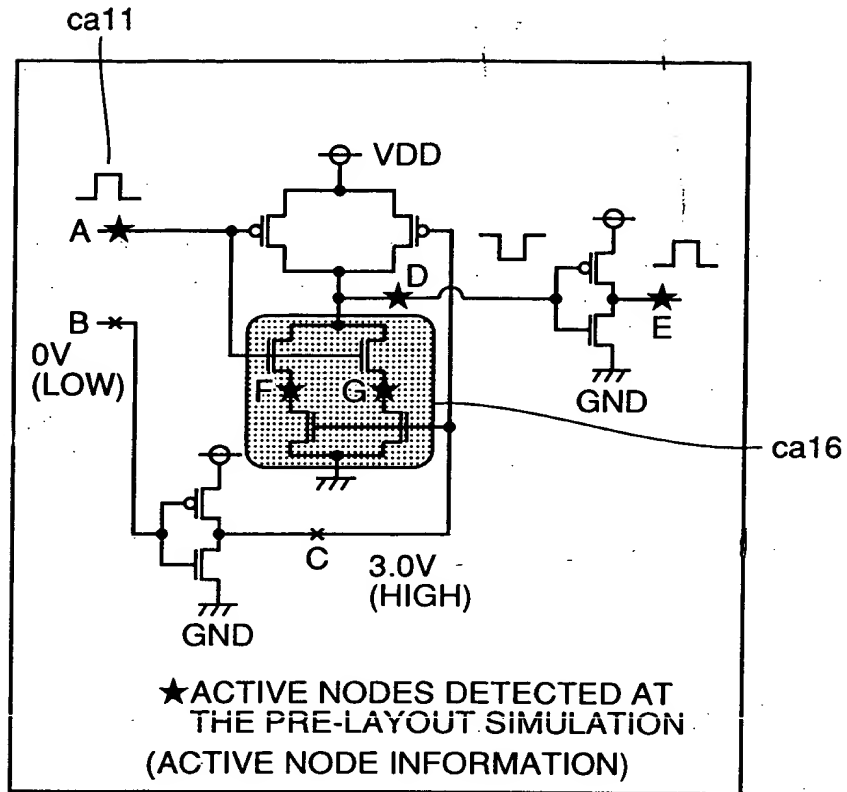 ca11
VDD
A
D
B
E
0V
(LOW)
F
G
GND
ca16
C
3.0V
(HIGH)
GND
★ACTIVE NODES DETECTED AT
THE PRE-LAYOUT SIMULATION
(ACTIVE NODE INFORMATION)